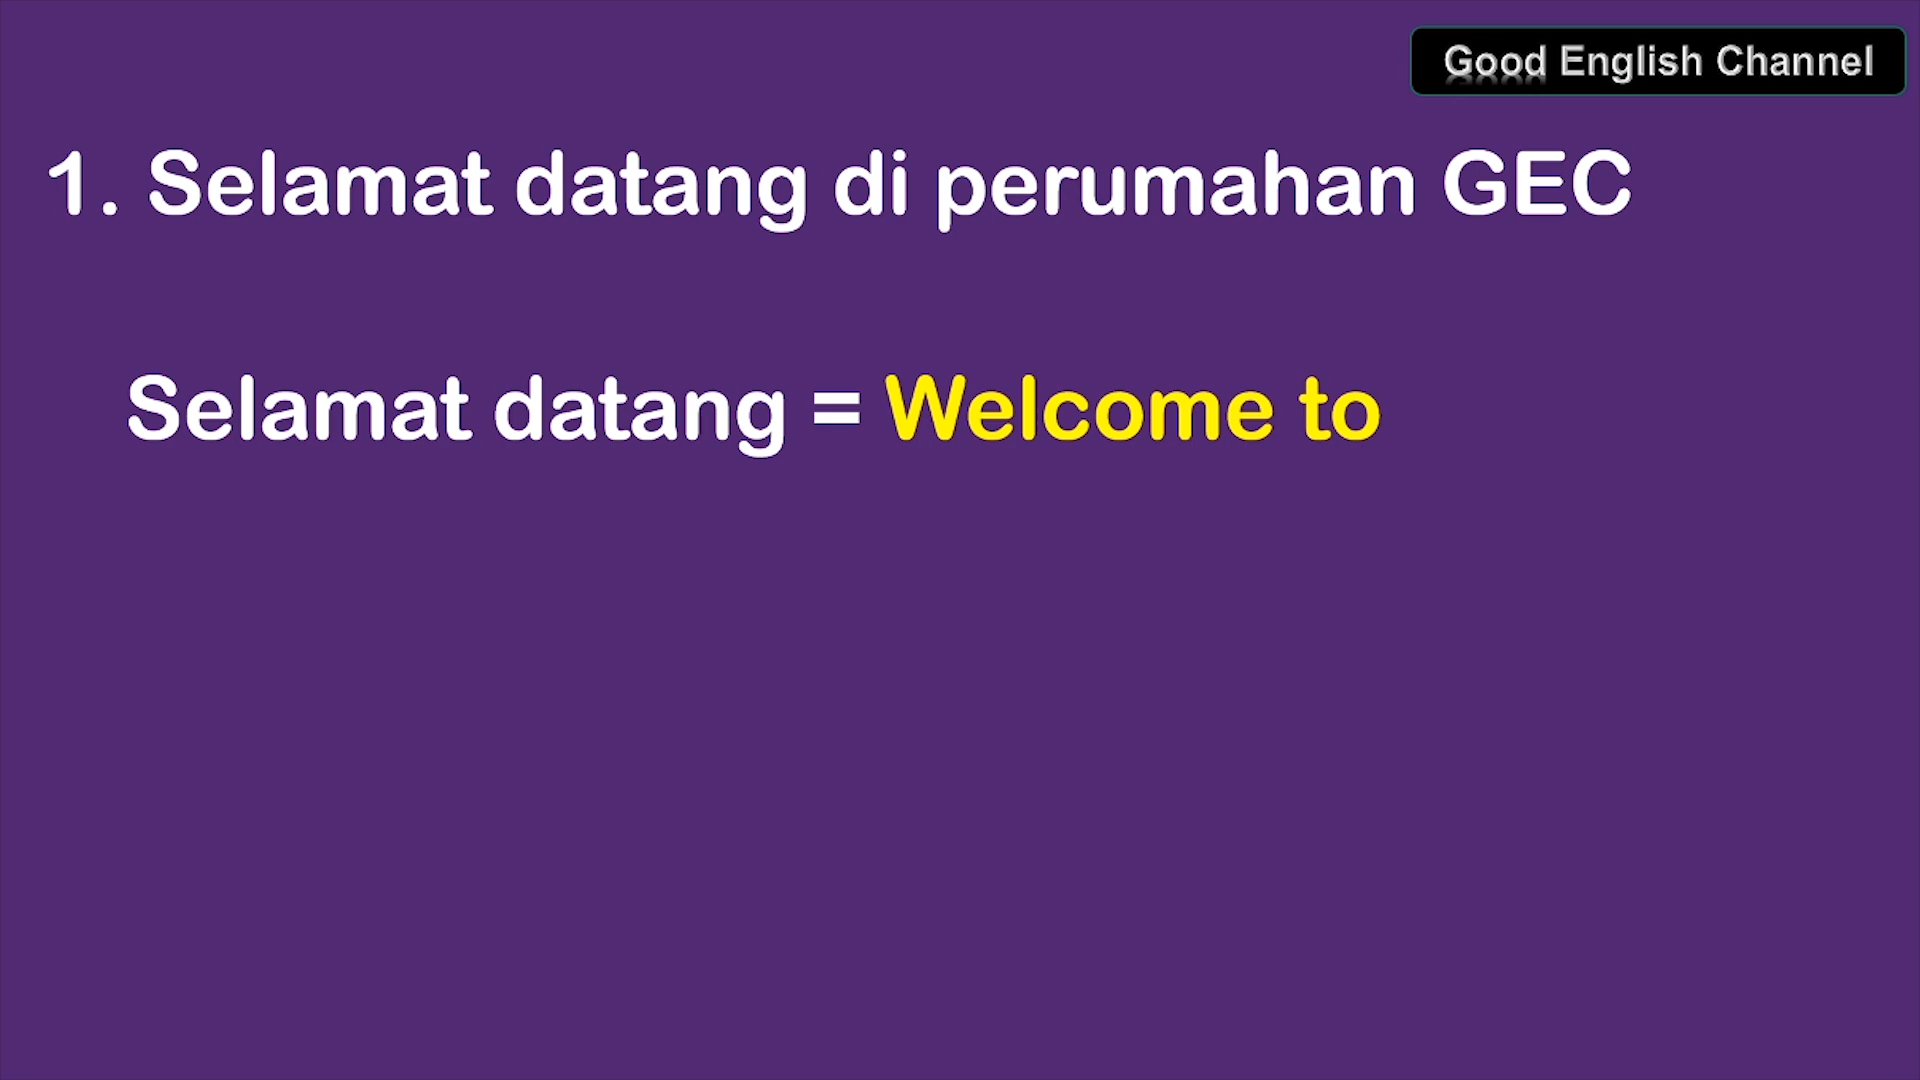 Good English Channel
1. Selamat datang di perumahan GEC
Selamat datang = Welcome to